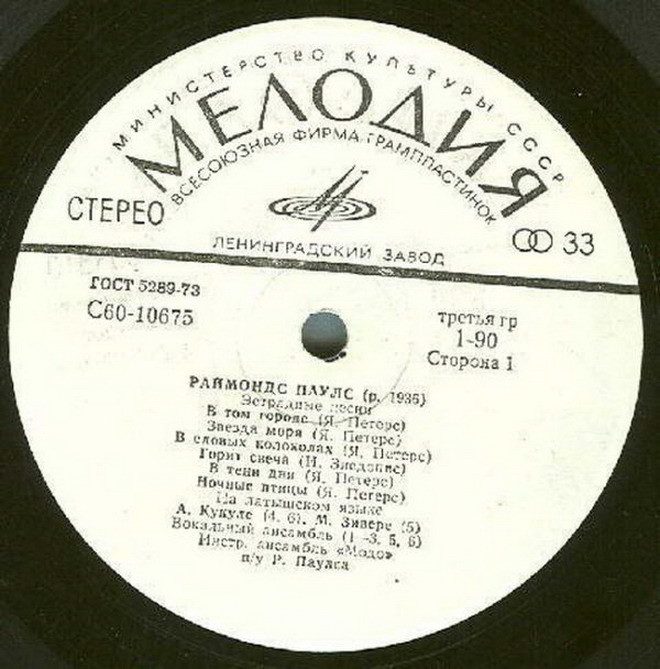 МИНИСТЕРСТВО КУЛЬТУРЫ СССР
МЕЛОДИЯ
ВСЕСОЮЗНАЯ ФИРМА ГРАМПЛАСТИНОК
СТЕРЕО
33
ЛЕНИНГРАДСКИЙ ЗАВОД
ГОСТ 5289-73
С60-10675
третья гр
1-90
Сторона 1
РАЙМОНДС ПАУЛС (р. 1936)
Эстрадные песни
В том городе (Я. Петерс)
Звезда моря (Я. Петерс)
В еловых колоколах (Я. Петерс)
Горит свеча (И. Зиедонис)
В тени дня (Я. Петерс)
Ночные птицы (Я. Петерс)
На латышском языке
А. Кукуле (4, 6), М. Зивере (5)
Вокальный ансамбль (1-3, 5, 6)
Инстр. ансамбль «Модо»
п/у Р. Паулса